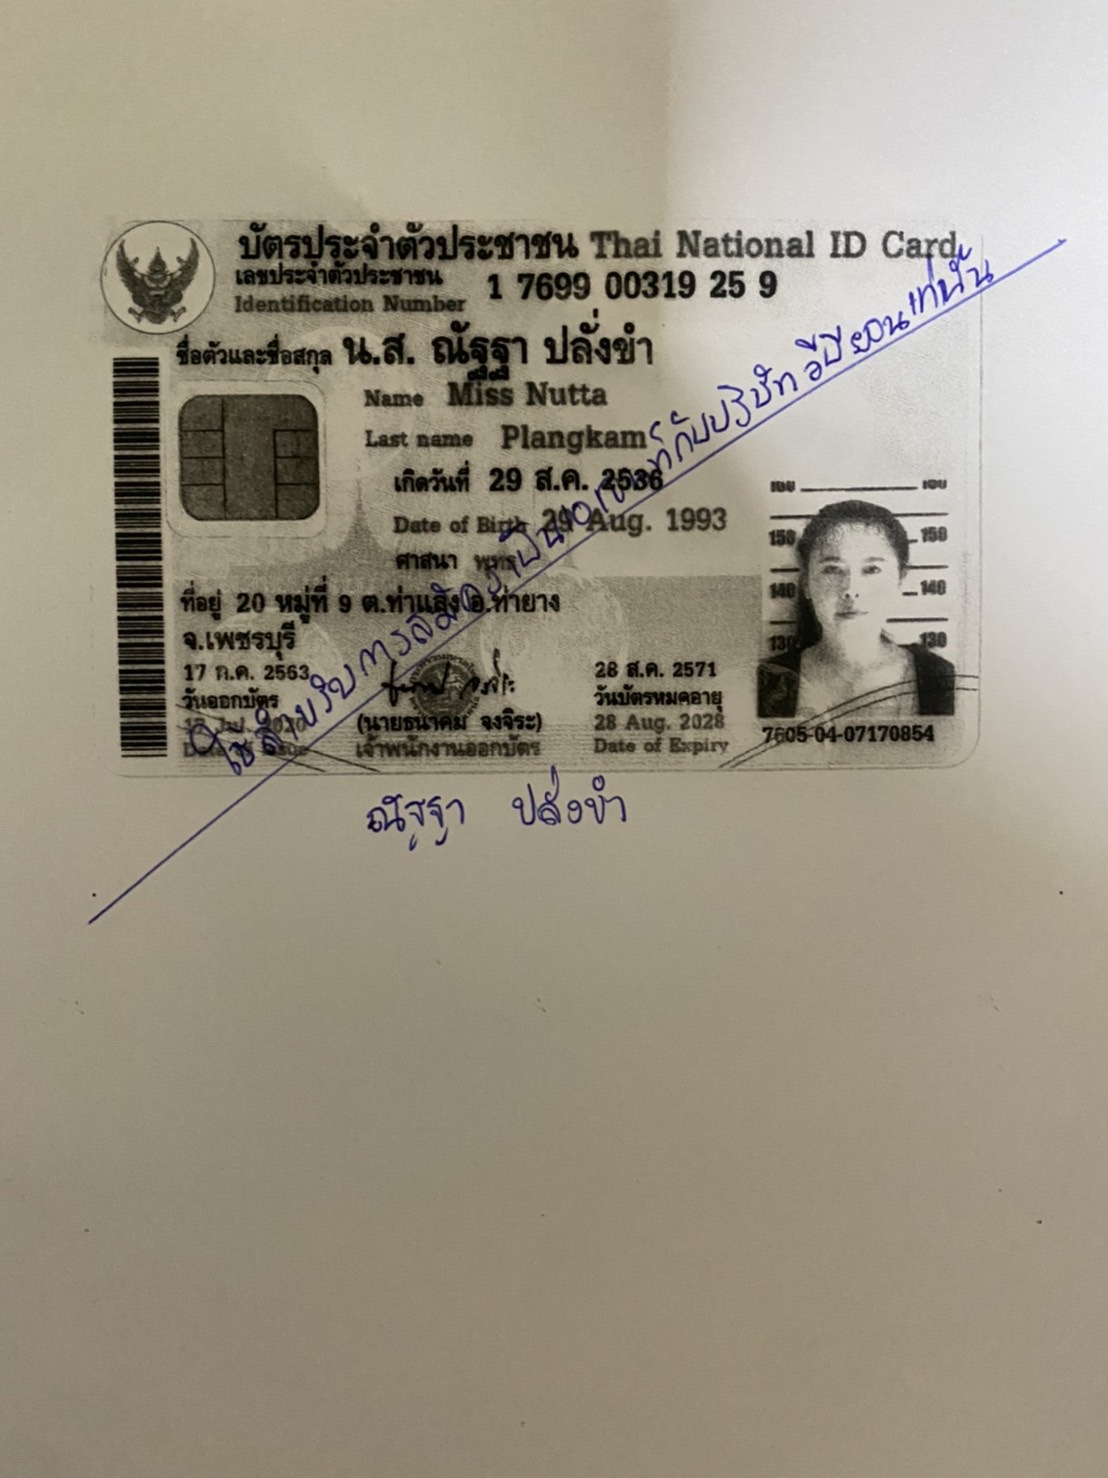 บัตรประจำตัวประชาชน Thai National ID Card
เลขประจำตัวประชาชน
Identification Number 1 7699 00319 25 9
ชื่อตัวและชื่อสกุล น.ส. ณัฐฐา ปลั่งขำ
Name Miss Nutta
Last name Plangkam
เกิดวันที่ 29 ส.ค. 2536
Date of Birth 29 Aug. 1993
ศาสนา พุทธ
ที่อยู่ 20 หมู่ที่ 9 ต.ท่าแลง อ.ท่ายาง
จ.เพชรบุรี
17 ก.ค. 2563
วันออกบัตร
17 Jul. 2020
Date of Issue
(นายธนาคม จงจิระ)
เจ้าพนักงานออกบัตร
28 ส.ค. 2571
วันบัตรหมดอายุ
28 Aug. 2028
Date of Expiry
150 150
140 140
130 130
7605-04-07170854
ใช้สำหรับการสมัครเป็น กับบริษัท อีปิยอนเท่านั้น
ณัฐฐา ปลั่งขำ